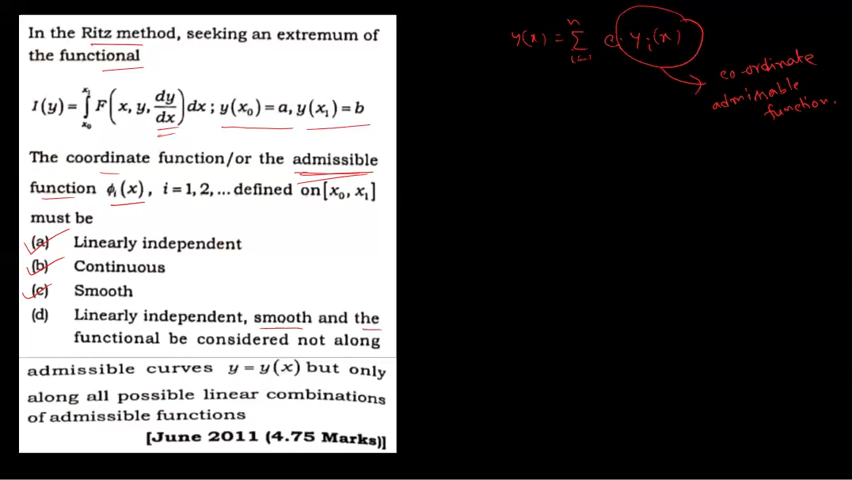 In the Ritz method, seeking an extremum of
the functional
I(y) = ∫_{x₀}^{x₁} F(x, y, dy/dx) dx ; y(x₀) = a, y(x₁) = b
The coordinate function/or the admissible
function ϕᵢ(x), i = 1, 2, ... defined on [x₀, x₁]
must be
(a) Linearly independent
(b) Continuous
(c) Smooth
(d) Linearly independent, smooth and the
functional be considered not along
admissible curves y = y(x) but only
along all possible linear combinations
of admissible functions
[June 2011 (4.75 Marks)]
y(x) = Σ_{i=1}^{n} cᵢ yᵢ(x)
co-ordinate
admissable
function.